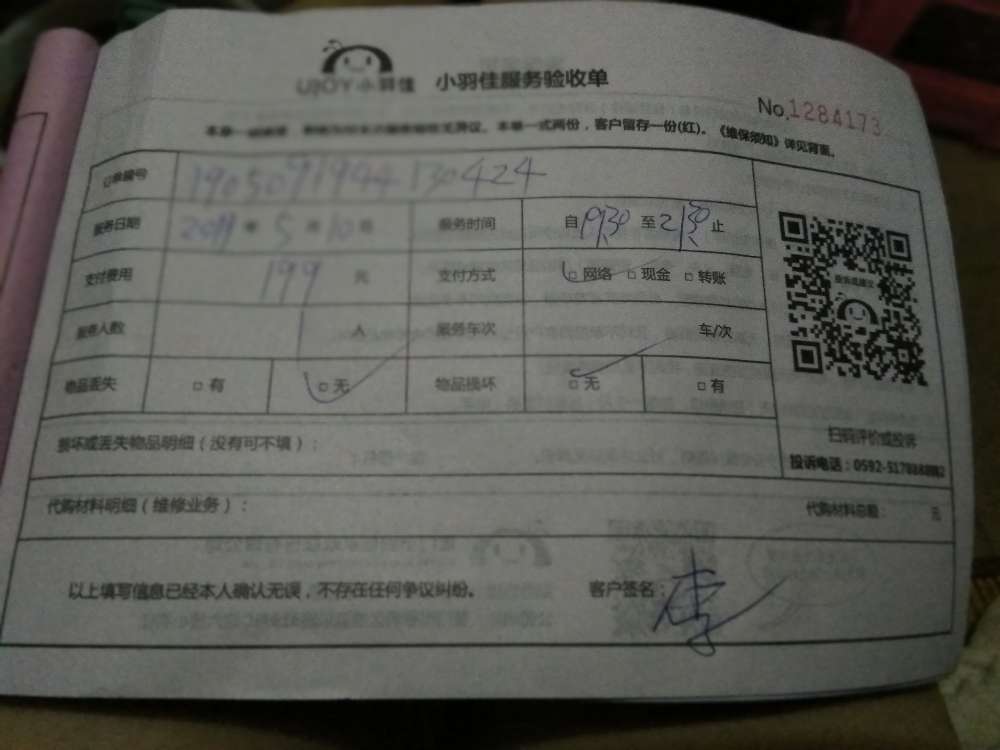 UJOY小羽佳 小羽佳服务验收单
No.1284173
本单一式两份，客户留存一份(红)。《维保须知》详见背面。
订单编号 1905091944130424
服务日期 2019年5月10日 服务时间 自 至 止
支付费用 199元 支付方式 □网络 □现金 □转账
服务人数 1人 服务车次 车/次
物品丢失 □有 □无 物品损坏 □无 □有
损坏或丢失物品明细（没有可不填）：
扫码评价或投诉
投诉电话：0592-5178
代购材料明细（维修业务）： 代购材料总额： 元
以上填写信息已经本人确认无误，不存在任何争议纠纷。 客户签名：李